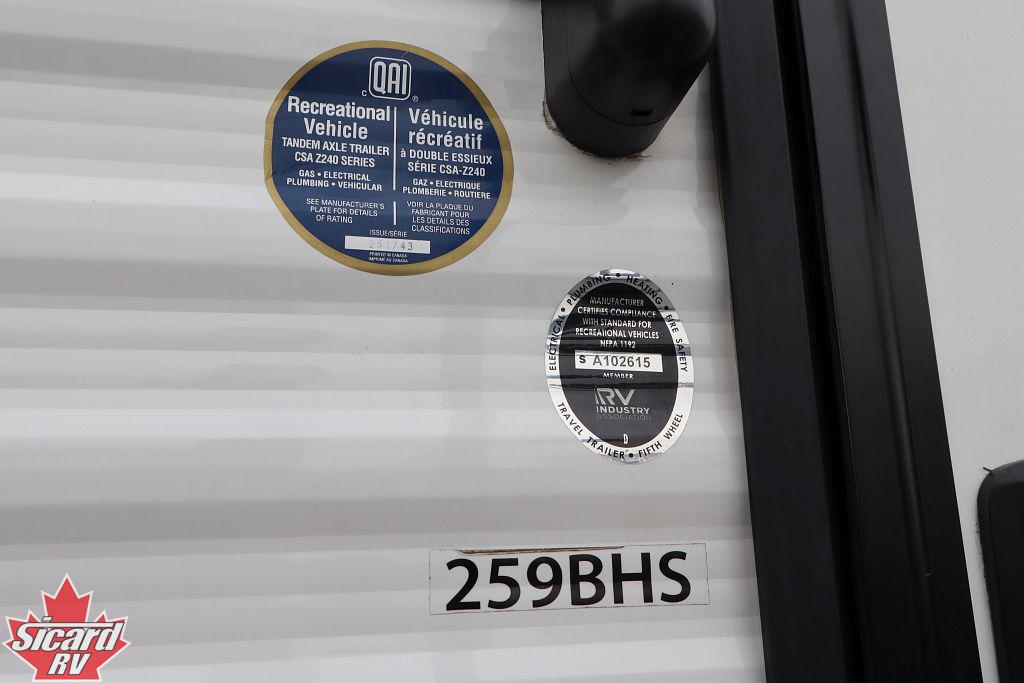 QAI
C ®
Recreational
Vehicle
TANDEM AXLE TRAILER
CSA Z240 SERIES
GAS • ELECTRICAL
PLUMBING • VEHICULAR
SEE MANUFACTURER'S
PLATE FOR DETAILS
OF RATING
Véhicule
récréatif
à DOUBLE ESSIEUX
SÉRIE CSA-Z240
GAZ • ELECTRIQUE
PLOMBERIE • ROUTIERE
VOIR LA PLAQUE DU
FABRICANT POUR
LES DETAILS DES
CLASSIFICATIONS
ISSUE/SÉRIE
251743
PRINTED IN CANADA
IMPRIMÉ AU CANADA
ELECTRICAL • PLUMBING • HEATING • FIRE SAFETY
MANUFACTURER
CERTIFIES COMPLIANCE
WITH STANDARD FOR
RECREATIONAL VEHICLES
NFPA 1192
S A102615
MEMBER
RV
INDUSTRY
ASSOCIATION
D
TRAVEL TRAILER • FIFTH WHEEL
259BHS
Sicard
RV